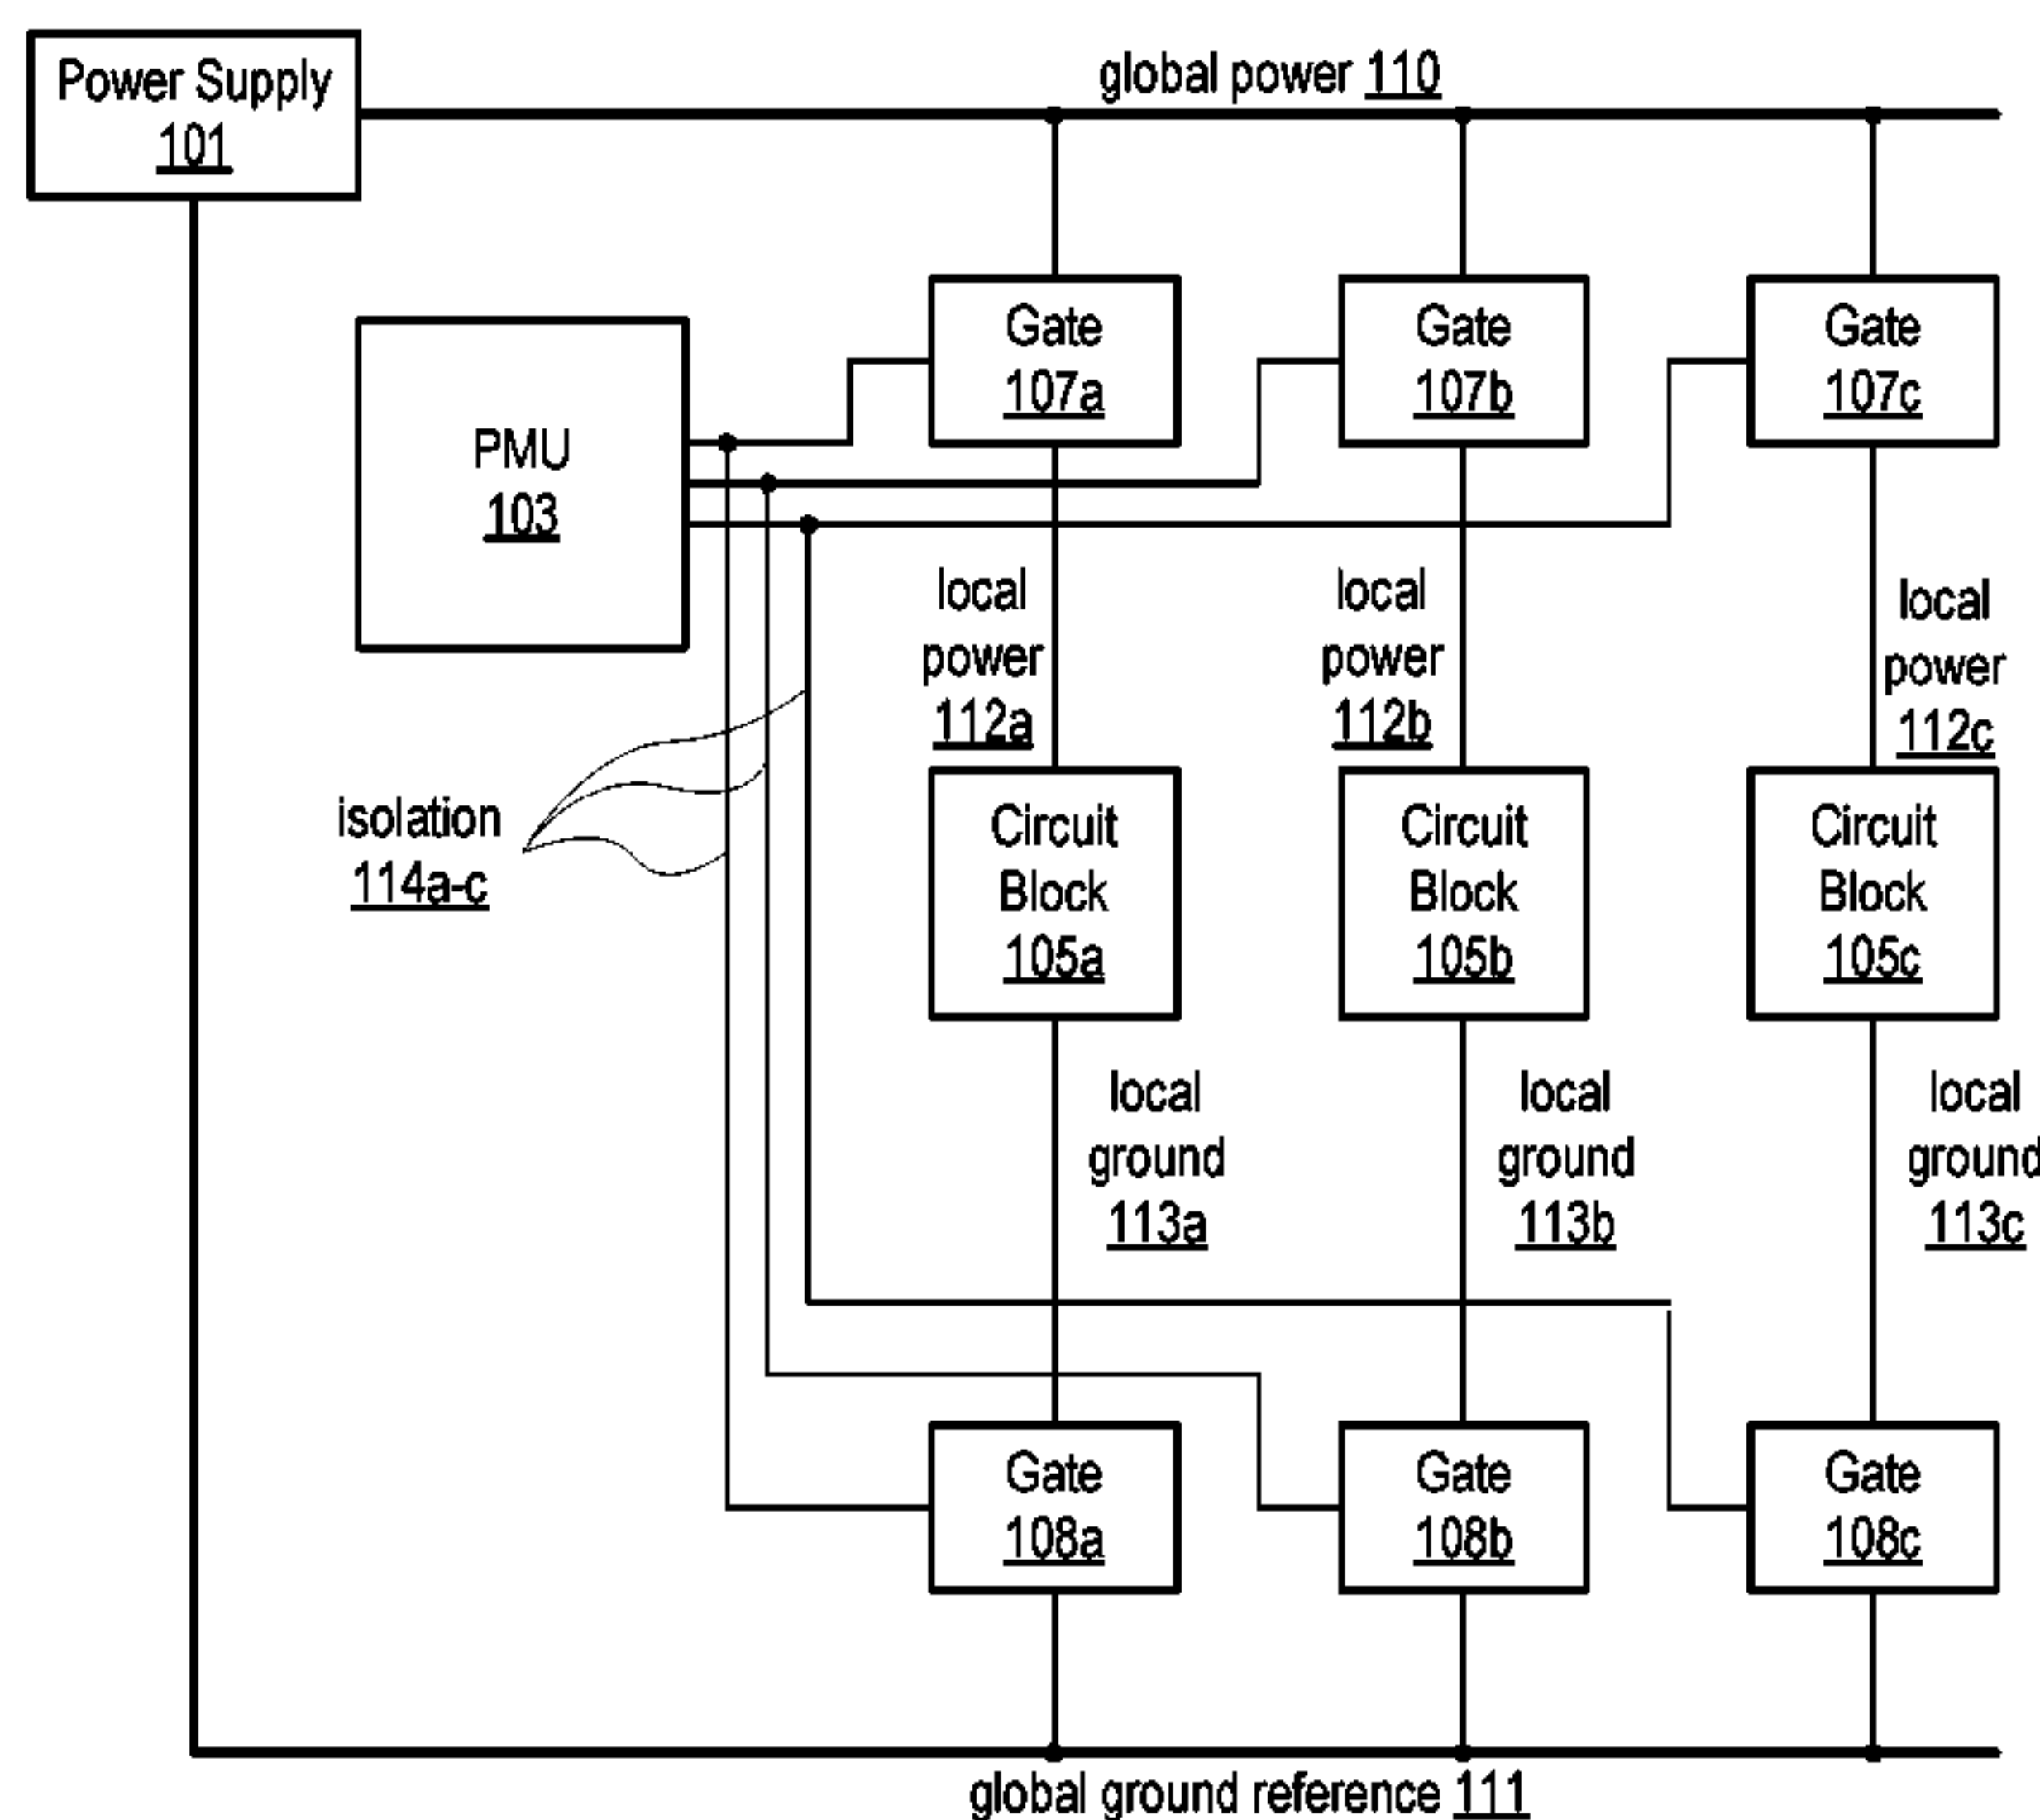 Power Supply
101
global power 110
Gate
107a
Gate
107b
Gate
107c
PMU
103
local
power
112a
local
power
112b
local
power
112c
isolation
114a-c
Circuit
Block
105a
Circuit
Block
105b
Circuit
Block
105c
local
ground
113a
local
ground
113b
local
ground
113c
Gate
108a
Gate
108b
Gate
108c
global ground reference 111